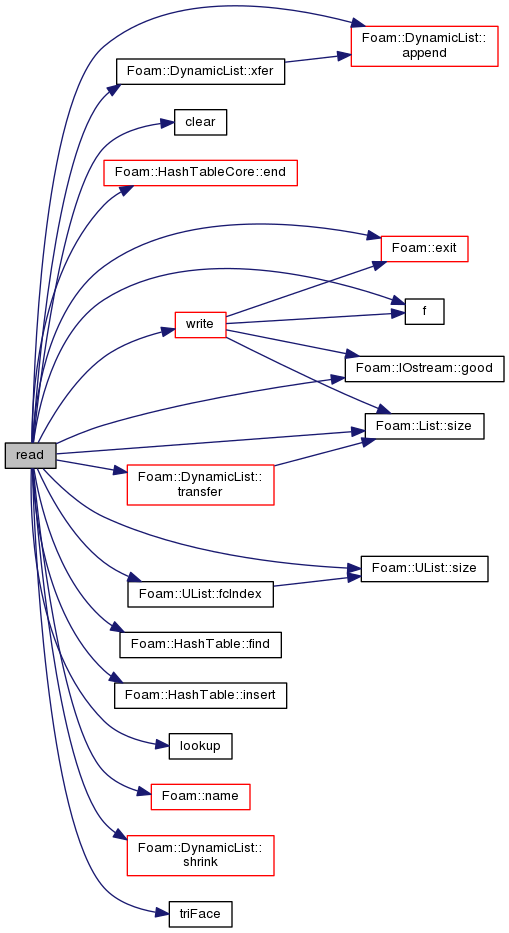 Foam::DynamicList::
append
Foam::DynamicList::xfer
clear
Foam::HashTableCore::end
Foam::exit
f
write
Foam::IOstream::good
Foam::List::size
read
Foam::DynamicList::
transfer
Foam::UList::size
Foam::UList::fcIndex
Foam::HashTable::find
Foam::HashTable::insert
lookup
Foam::name
Foam::DynamicList::
shrink
triFace